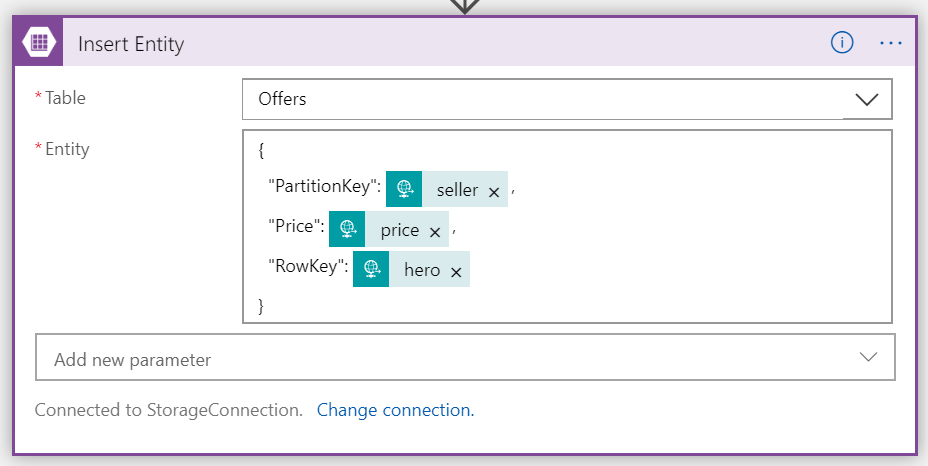 Insert Entity
* Table
Offers
* Entity
{
"PartitionKey": seller × ,
"Price": price × ,
"RowKey": hero ×
}
Add new parameter
Connected to StorageConnection. Change connection.